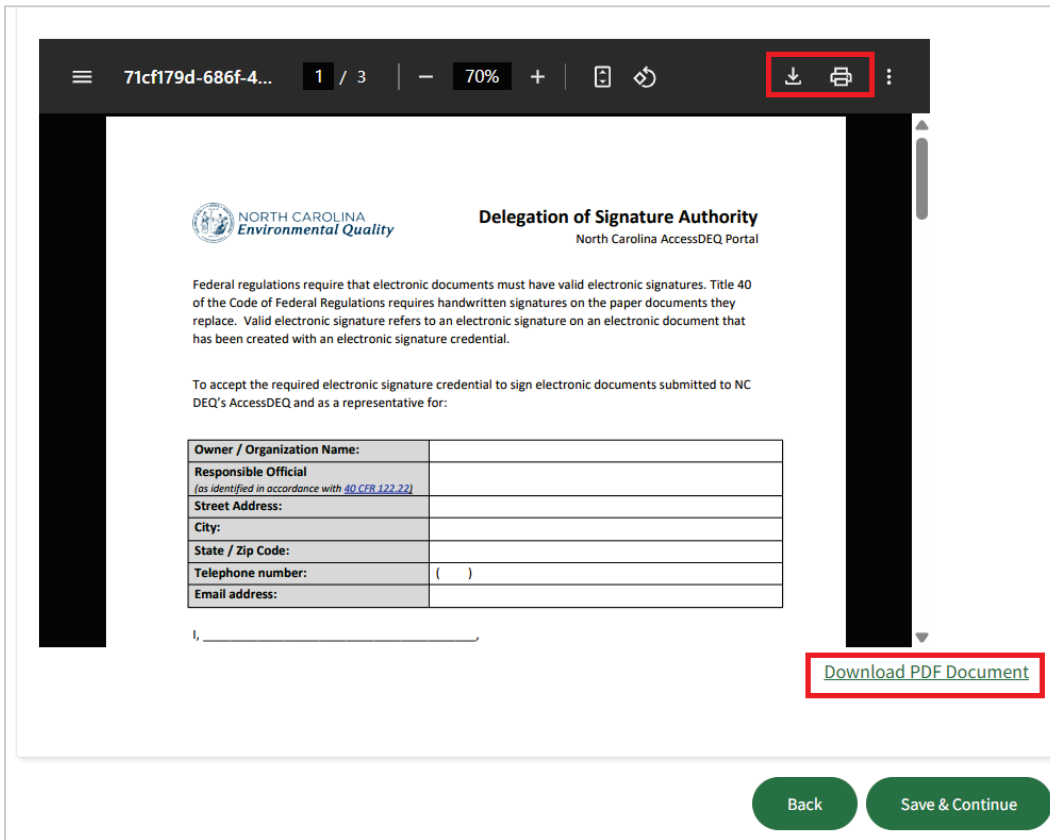 71cf179d-686f-4... 1 / 3 70%
NORTH CAROLINA
Environmental Quality
Delegation of Signature Authority
North Carolina AccessDEQ Portal
Federal regulations require that electronic documents must have valid electronic signatures. Title 40
of the Code of Federal Regulations requires handwritten signatures on the paper documents they
replace. Valid electronic signature refers to an electronic signature on an electronic document that
has been created with an electronic signature credential.
To accept the required electronic signature credential to sign electronic documents submitted to NC
DEQ's AccessDEQ and as a representative for:
Owner / Organization Name:
Responsible Official
(as identified in accordance with 40 CFR 122.22)
Street Address:
City:
State / Zip Code:
Telephone number: ( )
Email address:
I, ________________________________________,
Download PDF Document
Back Save & Continue